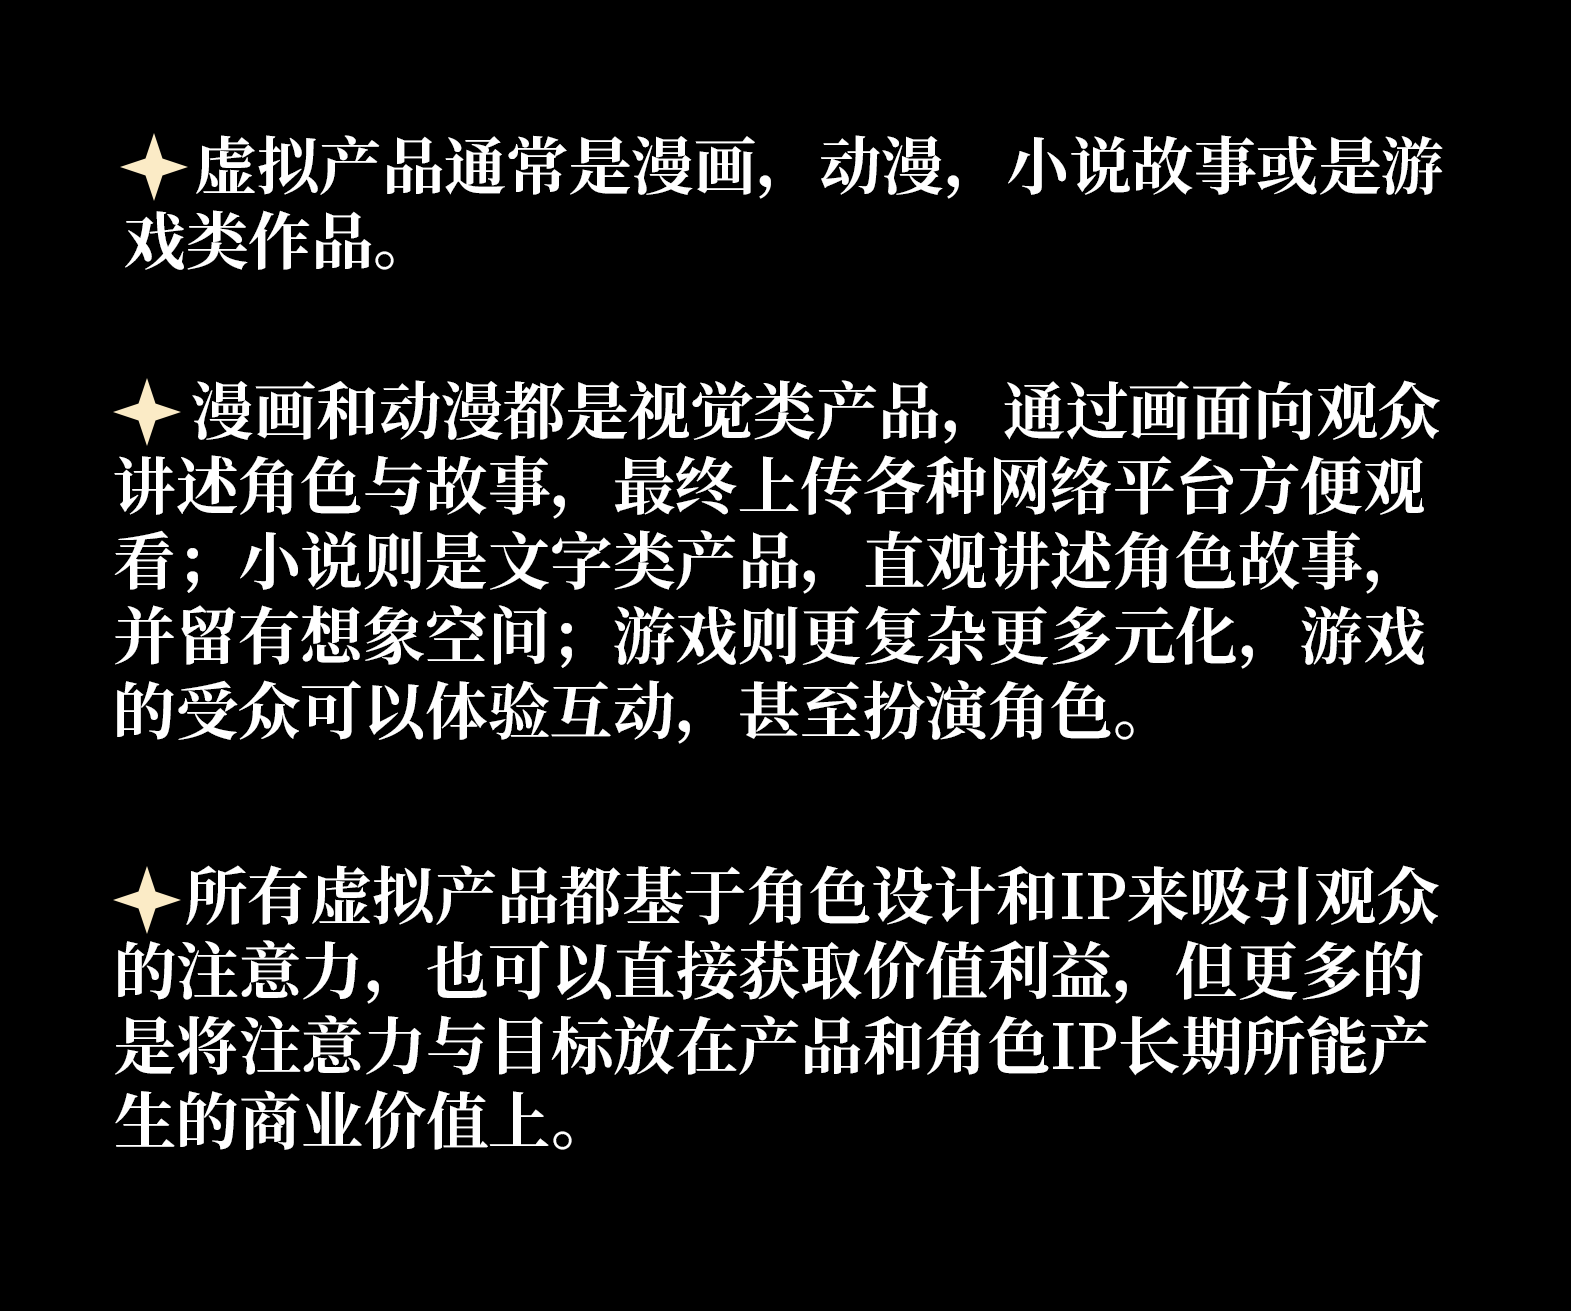 虚拟产品通常是漫画，动漫，小说故事或是游
戏类作品。
漫画和动漫都是视觉类产品，通过画面向观众
讲述角色与故事，最终上传各种网络平台方便观
看；小说则是文字类产品，直观讲述角色故事，
并留有想象空间；游戏则更复杂更多元化，游戏
的受众可以体验互动，甚至扮演角色。
所有虚拟产品都基于角色设计和IP来吸引观众
的注意力，也可以直接获取价值利益，但更多的
是将注意力与目标放在产品和角色IP长期所能产
生的商业价值上。